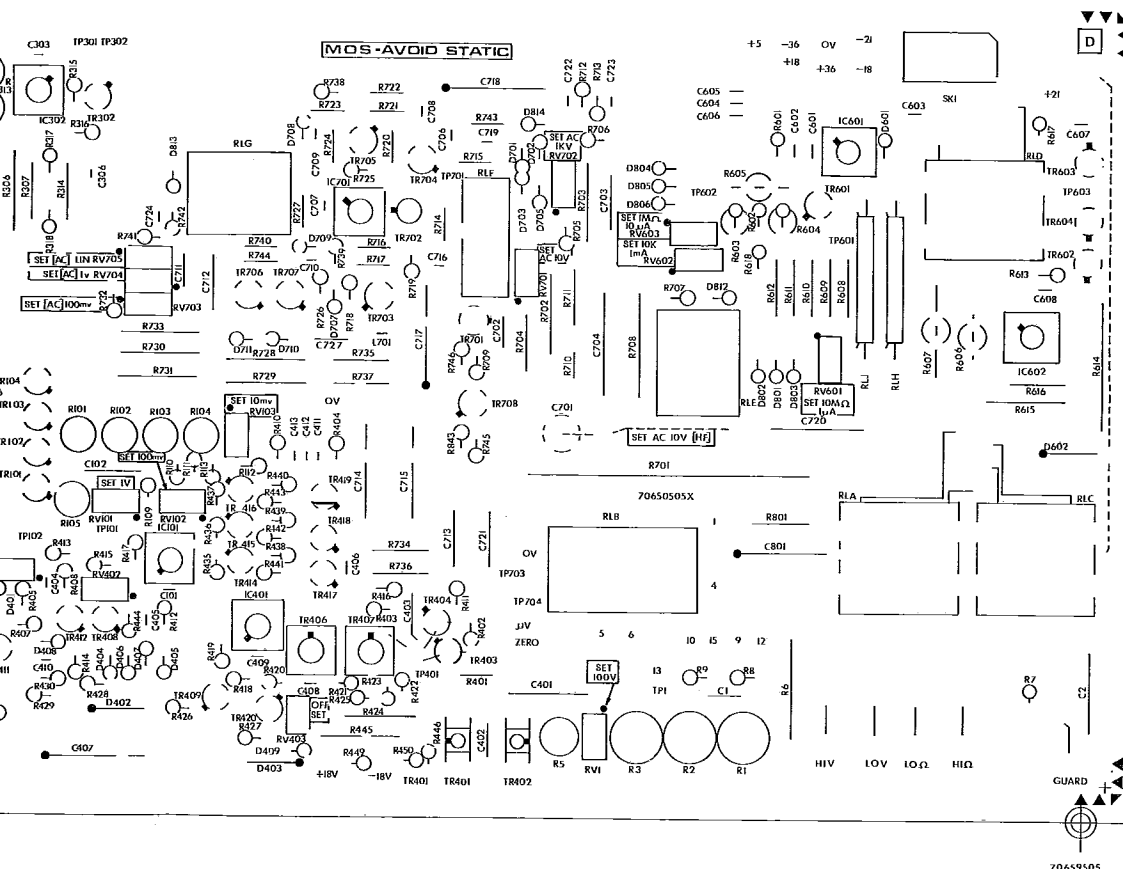 C303
TP301 TP302
MOS-AVOID STATIC
+5 -36 OV -21
+18 +36 -18
D
SK1
+21
R315
IC302
TR302
R316
R317
R306
R307
R314
C306
R318
D813
RLG
R738
R722
R723
R721
C718
C708
C706
D708
R724
R720
C709
TR705
R725
TR704
IC701
C707
R727
TR702
R714
R743
C719
R715
TP701
RLF
D814
D701
D702
SET AC
1KV
RV702
R706
C722
R712
R713
C723
R703
C703
D703
D705
R705
SET
AC 10V
RV701
R711
R702
C605
C604
C606
D804
D805
D806
TP602
R605
SET 1MΩ
10µA
RV603
SET 10K
1mA
RV602
R603
R602
R604
TR601
R618
R601
C602
C601
IC601
D601
C603
R617
C607
RLD
TR603
TP603
TR604
TR602
R613
C608
TP601
R612
R611
R610
R609
R608
C724
R742
R741
SET [AC] LIN RV705
SET [AC] 1v RV704
SET [AC] 100mv
R732
RV703
C711
C712
R740
R744
TR706 TR707
D709
R739
C710
R716
R717
R719
C716
R726
D707
R718
TR703
D711
R728
D710
C727
L701
R733
R730
R731
R735
R729
R737
C717
TR701
C702
R704
R746
R709
TR708
R710
C704
R708
R707
D812
RLE
D802
D801
D803
RV601
SET 10MΩ
1µA
C720
RLJ
RLH
R607
R606
IC602
R616
R615
R614
D602
TR104
TR103
TR102
TR101
R101
R102
R103
R104
SET 10mv
RV103
R410
C413
C412
C411
OV
R404
SET 100mv
C102
SET 1V
R110
R111
R113
R112
R440
R437
R443
R439
R442
R438
R441
R436
R435
TR419
TR418
TR417
TR416
TR415
TR414
C714
C715
R843
R745
C701
SET AC 10V [HF]
R701
70650505X
RLB
R105
RV101
TP101
R109
RV102
IC101
C101
R417
R412
TP102
R413
R415
C404
R408
RV402
D401
R405
R407
TR412
TR408
R444
C405
D408
C410
R430
R429
R414
D404
D406
D407
D405
R428
D402
R426
C407
R734
C406
R736
C713
C721
OV
TP703
TP704
µV
ZERO
4
5
6
10
15
9
12
R801
C801
RLA
RLC
IC401
TR406
TR407
R416
R403
C403
TR404
R411
R402
TR403
TP401
R401
R419
C409
R418
R420
TR409
TR420
R427
C408
OFF
SET
RV403
D409
D403
R421
R425
R423
R422
R424
R445
R449
+18V
-18V
R450
R446
TR401
TR401
C402
TR402
C401
SET
100V
R5
RV1
R3
R2
R1
13
TP1
R9
C1
R8
R6
R7
C2
HIV
LOV
LOΩ
HIΩ
GUARD
70659505